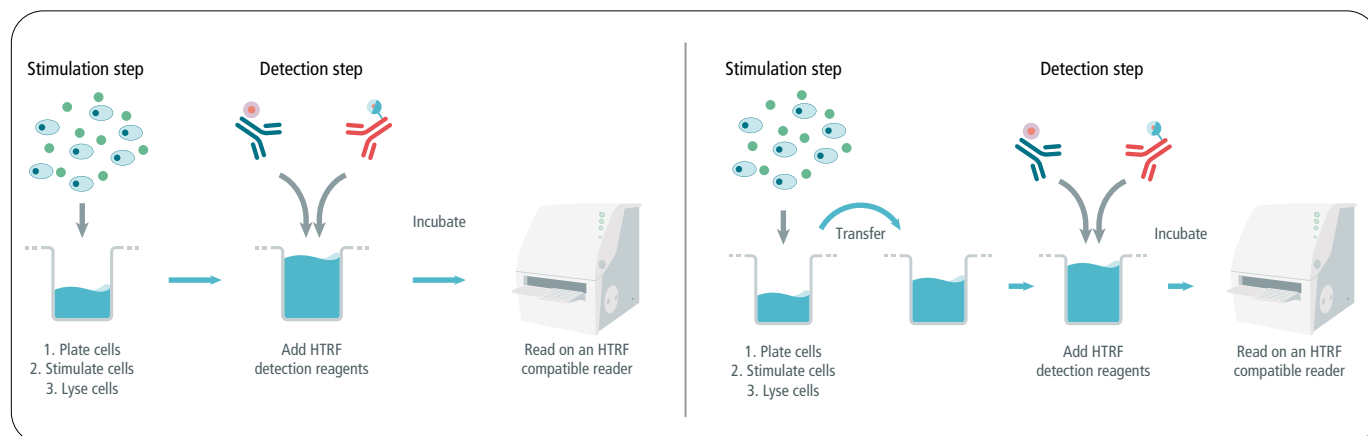 Stimulation step
Detection step
Incubate
1. Plate cells
2. Stimulate cells
3. Lyse cells
Add HTRF
detection reagents
Read on an HTRF
compatible reader
Stimulation step
Detection step
Transfer
Incubate
1. Plate cells
2. Stimulate cells
3. Lyse cells
Add HTRF
detection reagents
Read on an HTRF
compatible reader